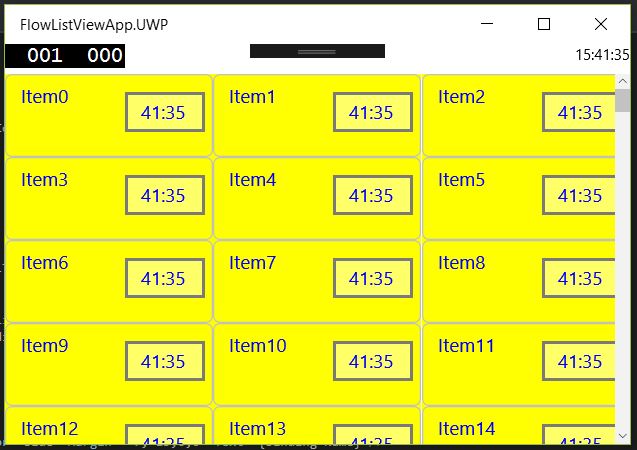 FlowListViewApp.UWP
001 000
15:41:35
Item0 Item1 Item2
41:35 41:35 41:35
Item3 Item4 Item5
41:35 41:35 41:35
Item6 Item7 Item8
41:35 41:35 41:35
Item9 Item10 Item11
41:35 41:35 41:35
Item12 Item13 Item14
41:35 41:35 41:35